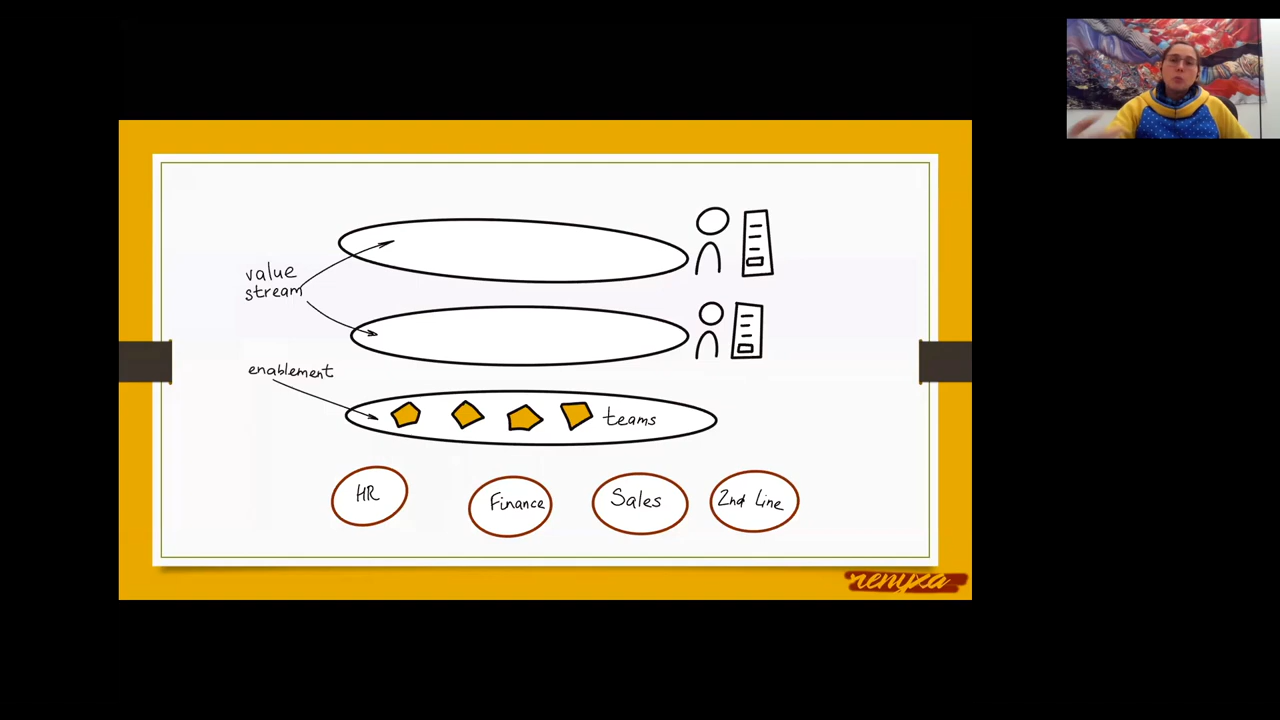 value
stream
enablement
teams
HR
Finance
Sales
2nd Line
renyxa